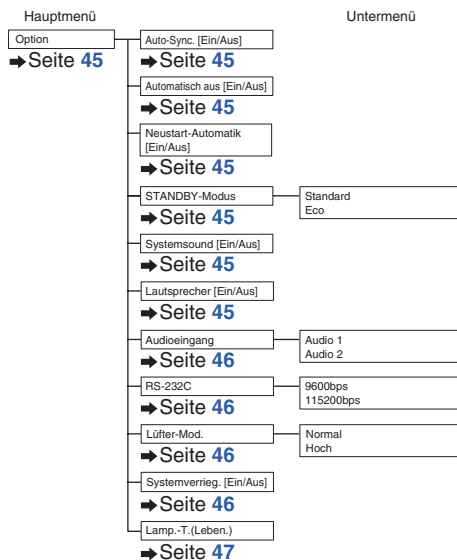 Hauptmenü
Untermenü
Option
➡Seite 45
Auto-Sync. [Ein/Aus]
➡Seite 45
Automatisch aus [Ein/Aus]
➡Seite 45
Neustart-Automatik
[Ein/Aus]
➡Seite 45
STANDBY-Modus
➡Seite 45
Standard
Eco
Systemsound [Ein/Aus]
➡Seite 45
Lautsprecher [Ein/Aus]
➡Seite 45
Audioeingang
➡Seite 46
Audio 1
Audio 2
RS-232C
➡Seite 46
9600bps
115200bps
Lüfter-Mod.
➡Seite 46
Normal
Hoch
Systemverrieg. [Ein/Aus]
➡Seite 46
Lamp.-T.(Leben.)
➡Seite 47